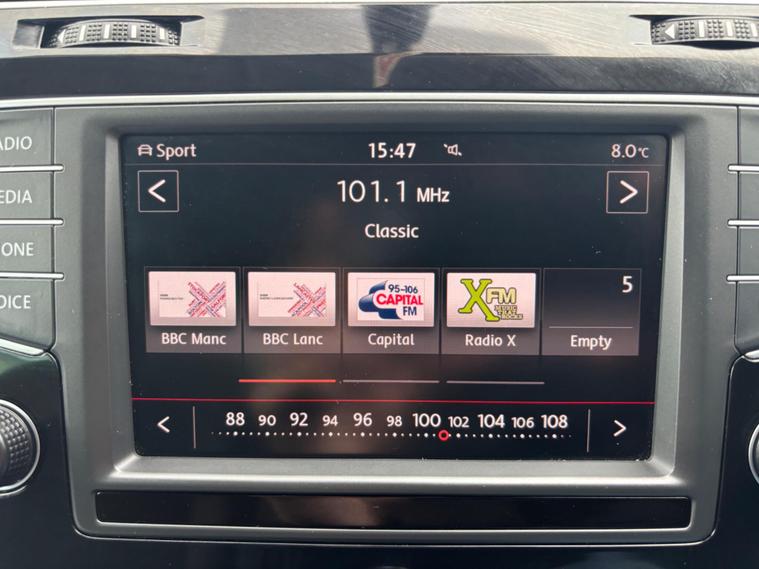 Sport 15:47 8.0°C
101.1 MHz
Classic
95-106
CAPITAL
FM
XFM
5
BBC Manc
BBC Lanc
Capital
Radio X
Empty
88 90 92 94 96 98 100 102 104 106 108
ADIO
EDIA
ONE
OICE